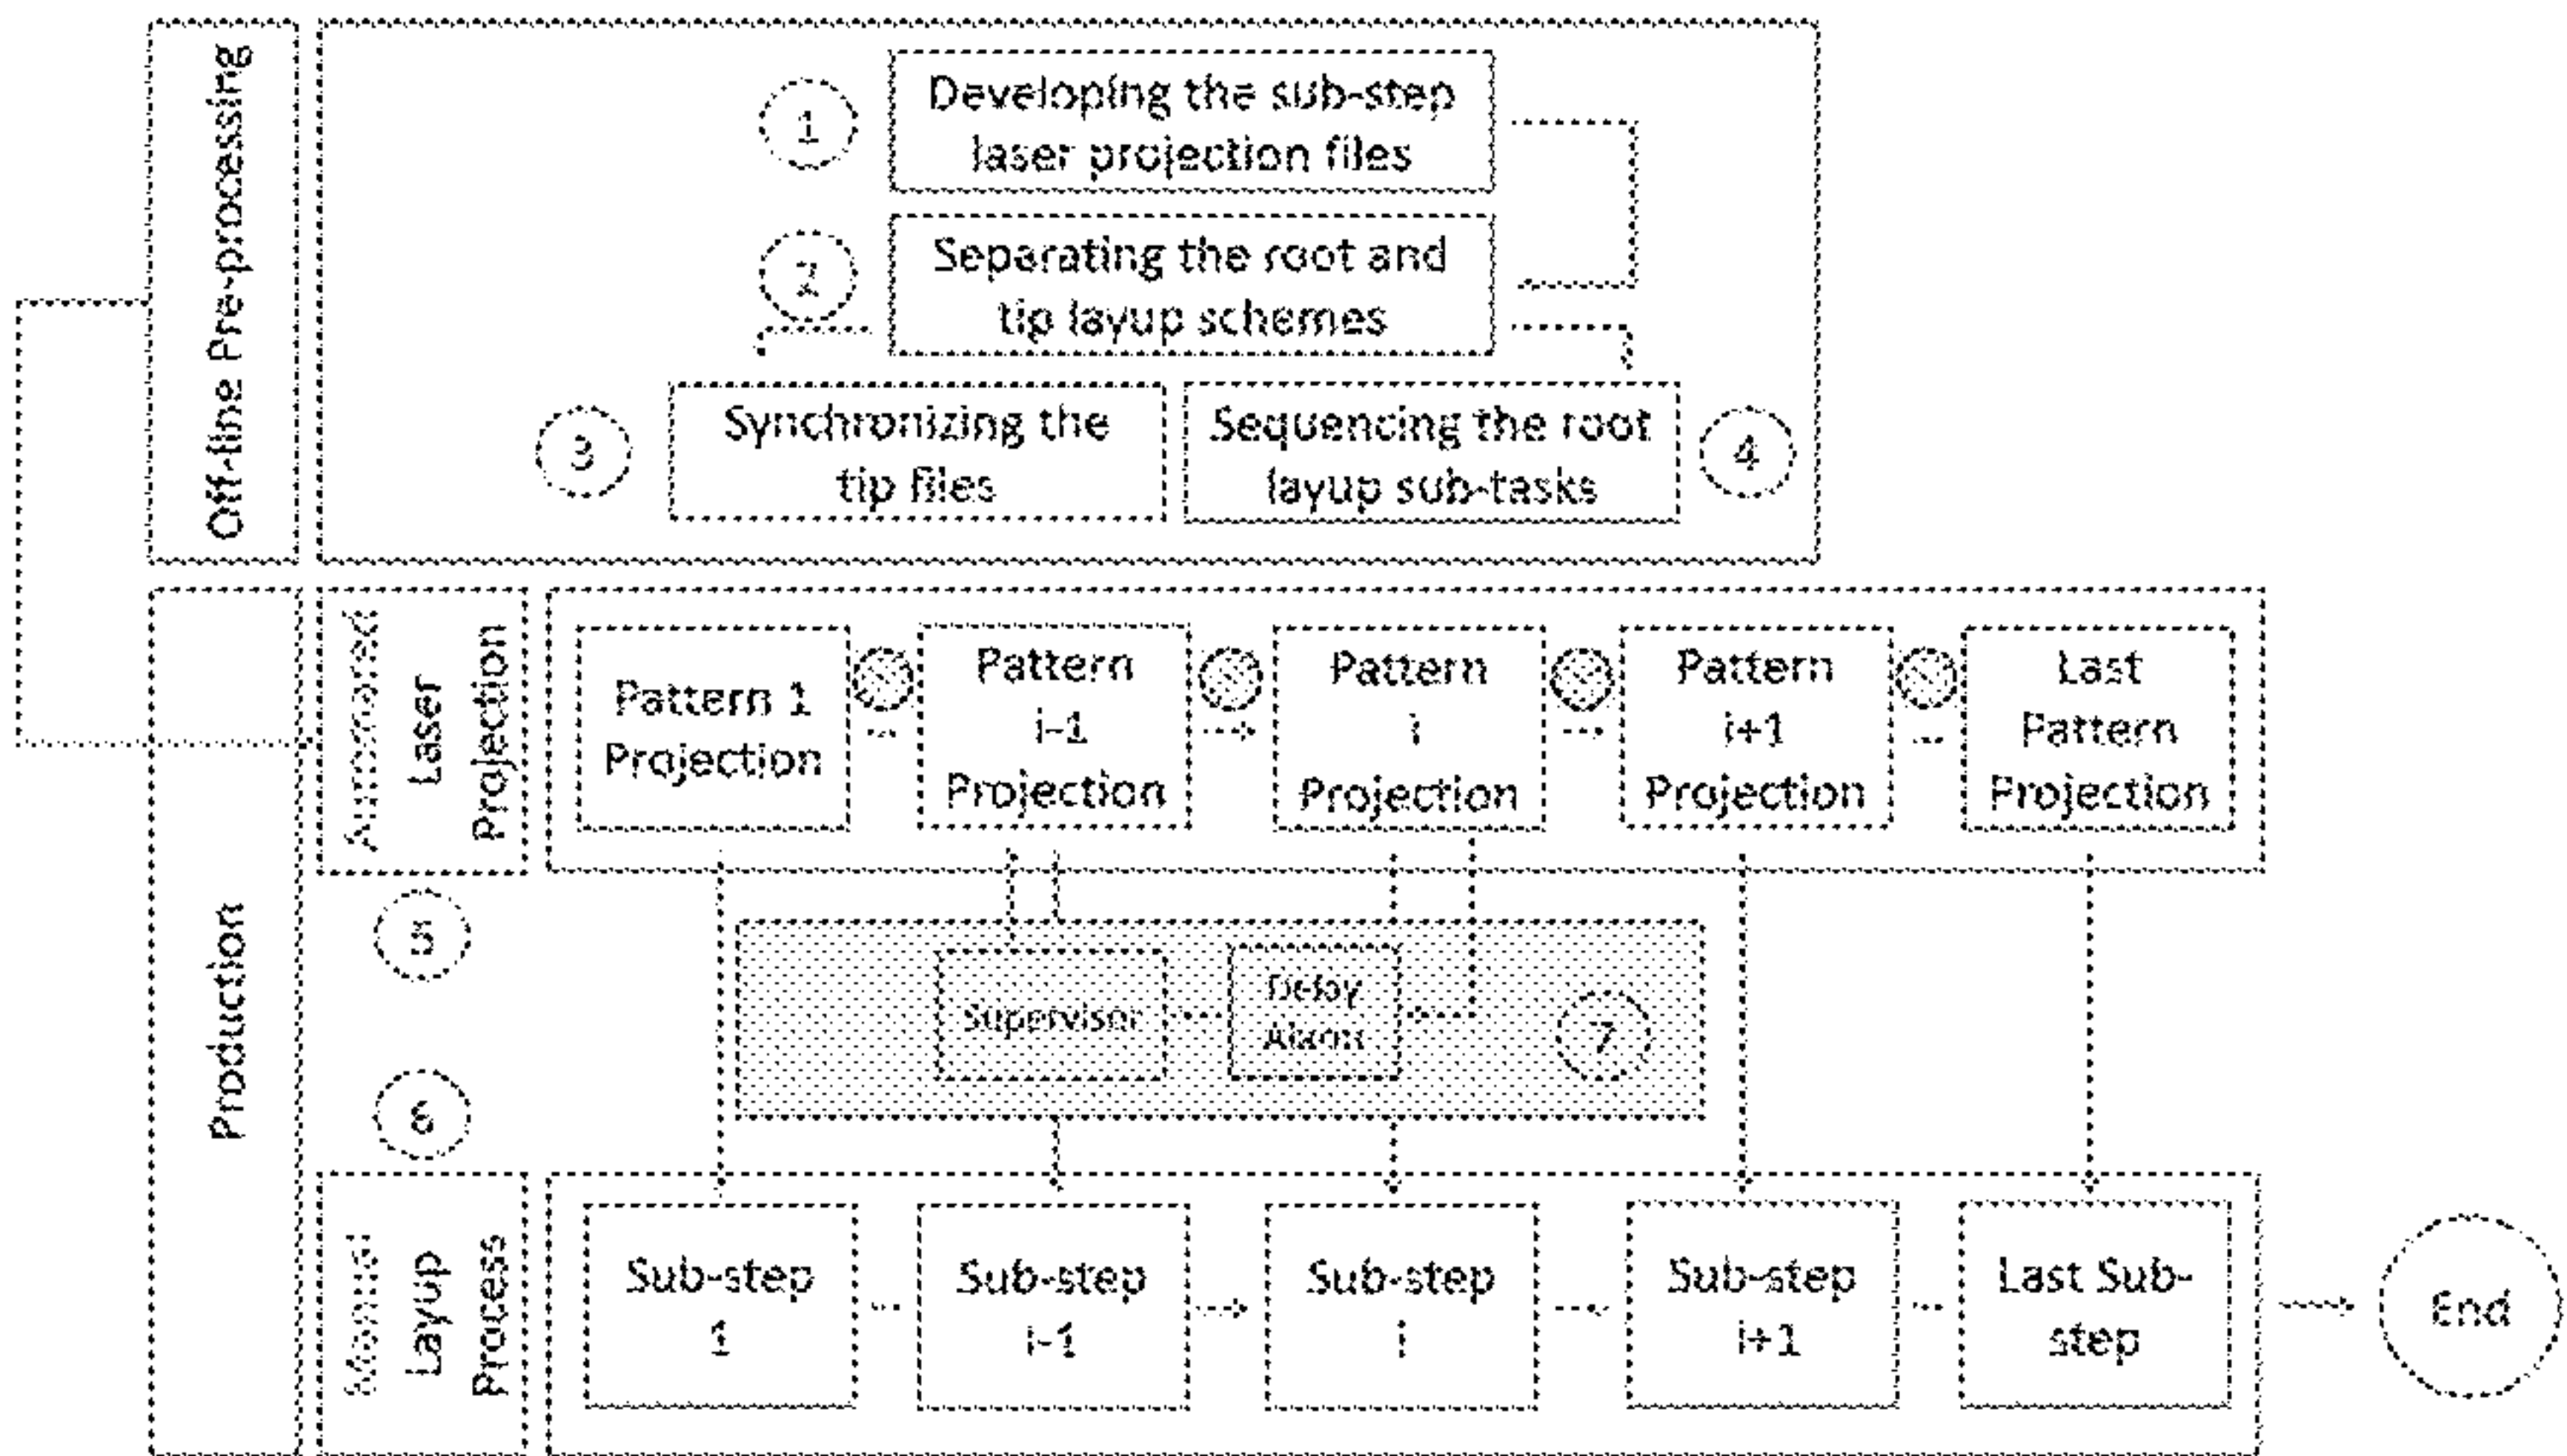 Off-line Pre-processing
1
Developing the sub-step
laser projection files
2
Separating the root and
tip layup schemes
3
Synchronizing the
tip files
Sequencing the root
layup sub-tasks
4
Production
Laser
Projection
Pattern 1
Projection
Pattern
i-1
Projection
Pattern
i
Projection
Pattern
i+1
Projection
Last
Pattern
Projection
5
Supervisor
Delay
Alarm
7
6
Manual
Layup
Process
Sub-step
1
Sub-step
i-1
Sub-step
i
Sub-step
i+1
Last Sub-
step
End